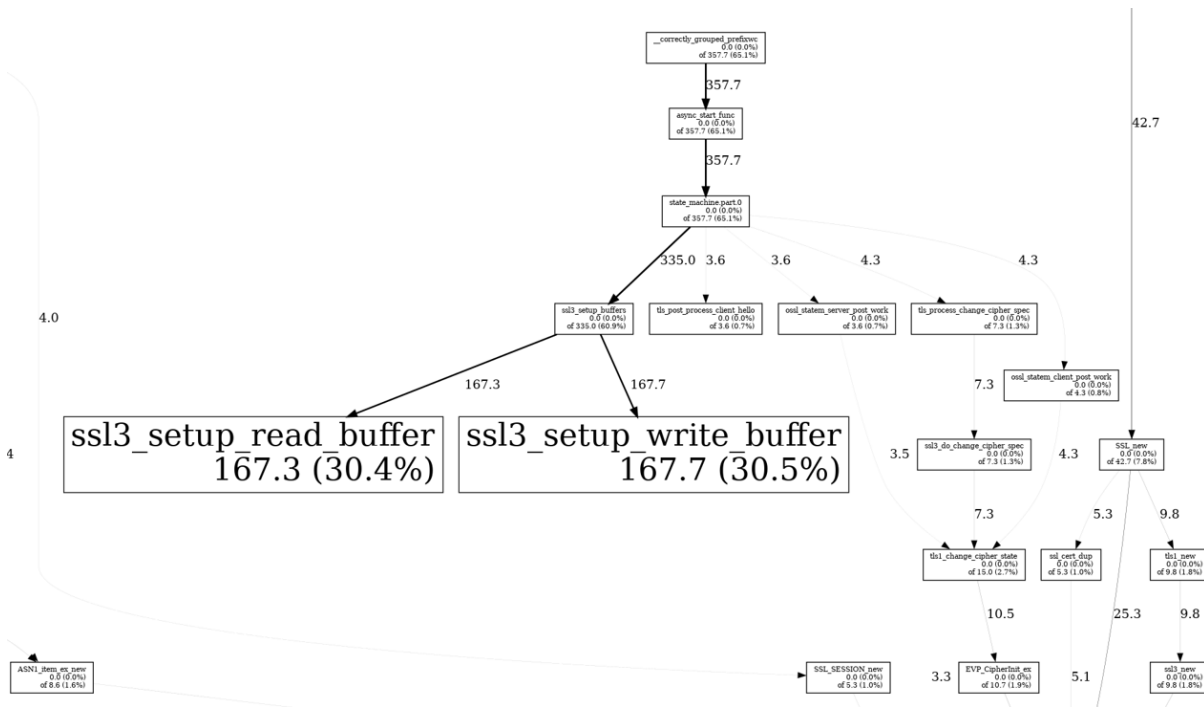 __correctly_grouped_prefixwc
0.0 (0.0%)
of 357.7 (65.1%)
357.7
async_start_func
0.0 (0.0%)
of 357.7 (65.1%)
42.7
357.7
state_machine.part.0
0.0 (0.0%)
of 357.7 (65.1%)
335.0
3.6
3.6
4.3
4.3
4.0
ssl3_setup_buffers
0.0 (0.0%)
of 335.0 (60.9%)
tls_post_process_client_hello
0.0 (0.0%)
of 3.6 (0.7%)
ossl_statem_server_post_work
0.0 (0.0%)
of 3.6 (0.7%)
tls_process_change_cipher_spec
0.0 (0.0%)
of 7.3 (1.3%)
167.3
167.7
7.3
ossl_statem_client_post_work
0.0 (0.0%)
of 4.3 (0.8%)
4
ssl3_setup_read_buffer
167.3 (30.4%)
ssl3_setup_write_buffer
167.7 (30.5%)
3.5
ssl3_do_change_cipher_spec
0.0 (0.0%)
of 7.3 (1.3%)
4.3
SSL_new
0.0 (0.0%)
of 42.7 (7.8%)
7.3
5.3
9.8
tls1_change_cipher_state
0.0 (0.0%)
of 15.0 (2.7%)
ssl_cert_dup
0.0 (0.0%)
of 5.3 (1.0%)
tls1_new
0.0 (0.0%)
of 9.8 (1.8%)
10.5
25.3
9.8
ASN1_item_ex_new
0.0 (0.0%)
of 8.6 (1.6%)
SSL_SESSION_new
0.0 (0.0%)
of 5.3 (1.0%)
3.3
EVP_CipherInit_ex
0.0 (0.0%)
of 10.7 (1.9%)
5.1
ssl3_new
0.0 (0.0%)
of 9.8 (1.8%)